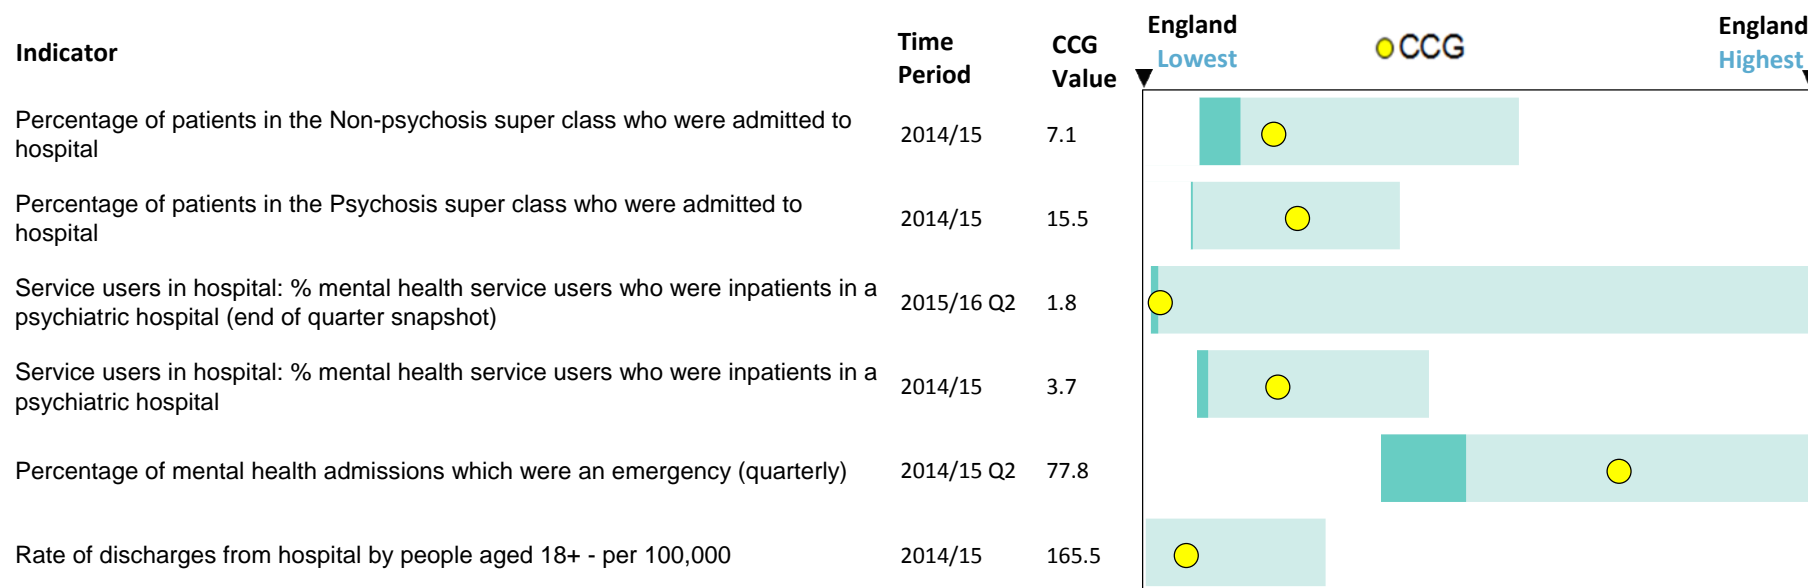 Indicator
Time Period
CCG Value
England Lowest
CCG
England Highest
Percentage of patients in the Non-psychosis super class who were admitted to
hospital
2014/15 7.1
Percentage of patients in the Psychosis super class who were admitted to
hospital
2014/15 15.5
Service users in hospital: % mental health service users who were inpatients in a
psychiatric hospital (end of quarter snapshot)
2015/16 Q2 1.8
Service users in hospital: % mental health service users who were inpatients in a
psychiatric hospital
2014/15 3.7
Percentage of mental health admissions which were an emergency (quarterly) 2014/15 Q2 77.8
Rate of discharges from hospital by people aged 18+ - per 100,000 2014/15 165.5